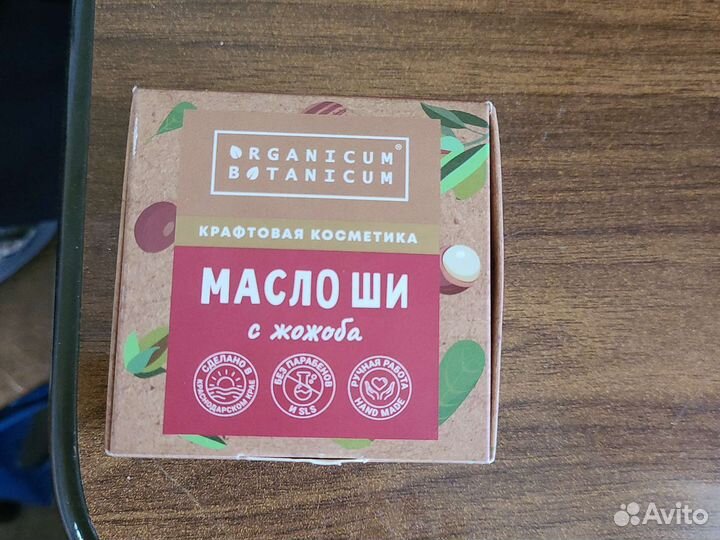 ORGANICUM®
BOTANICUM
КРАФТОВАЯ КОСМЕТИКА
МАСЛО ШИ
с жожоба
СДЕЛАНО В
КРАСНОДАРСКОМ КРАЕ
БЕЗ ПАРАБЕНОВ
И SLS
РУЧНАЯ РАБОТА
HAND MADE
Avito